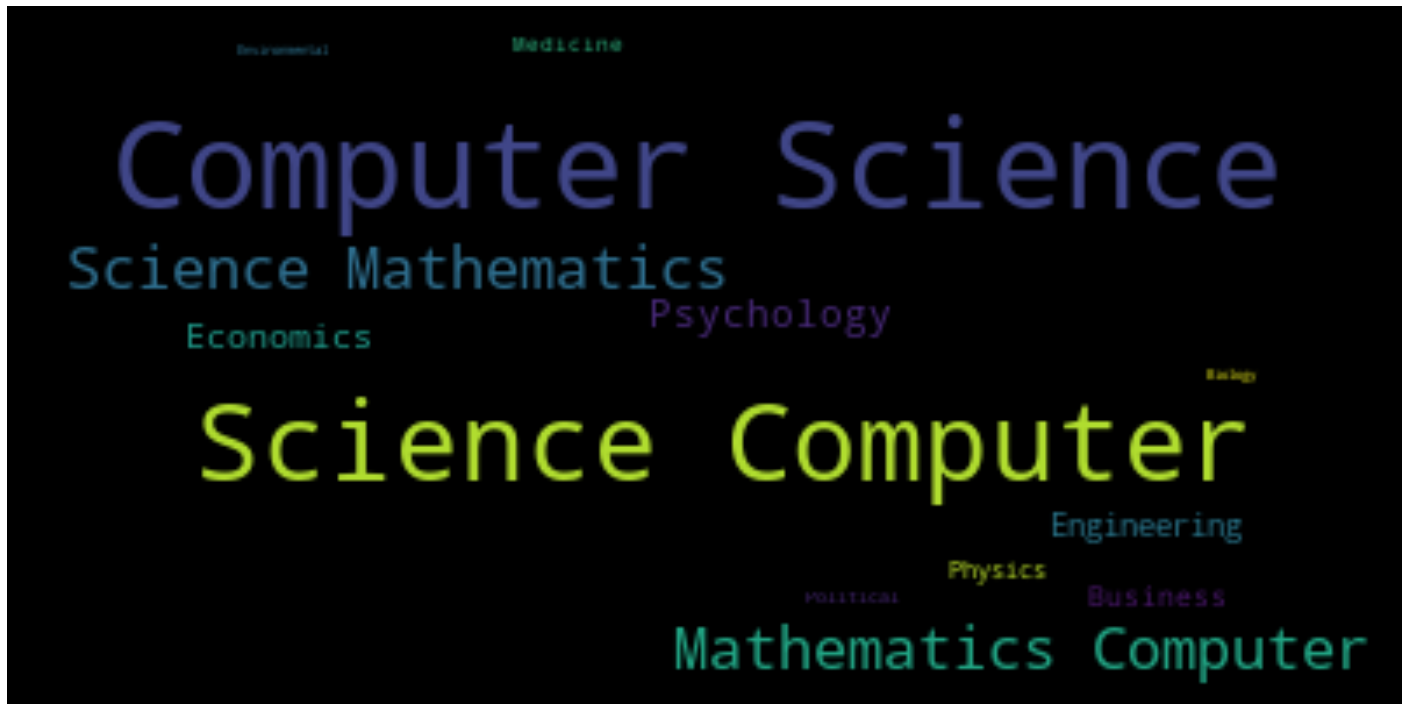 Environmental
Medicine
Computer Science
Science Mathematics
Psychology
Economics
Biology
Science Computer
Engineering
Physics
Political
Business
Mathematics Computer